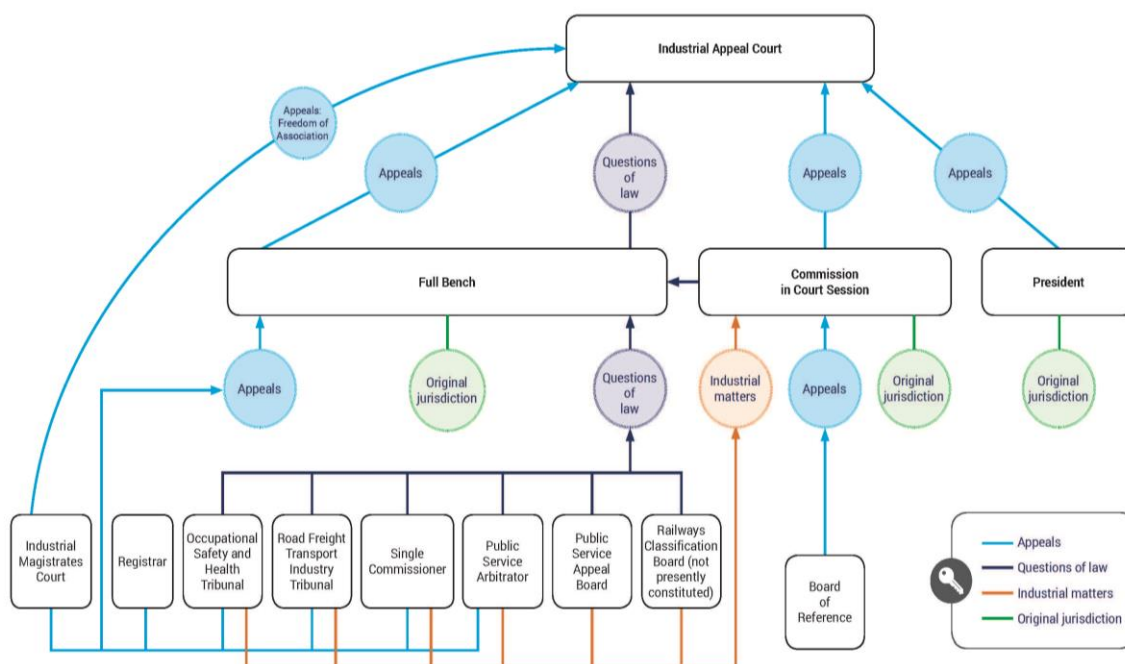 Industrial Appeal Court
Appeals:
Freedom of
Association
Appeals
Questions
of
law
Appeals
Appeals
Full Bench
Commission
in Court Session
President
Appeals
Original
jurisdiction
Questions
of
law
Industrial
matters
Appeals
Original
jurisdiction
Original
jurisdiction
Industrial
Magistrates
Court
Registrar
Occupational
Safety and
Health
Tribunal
Road Freight
Transport
Industry
Tribunal
Single
Commissioner
Public
Service
Arbitrator
Public
Service
Appeal
Board
Railways
Classification
Board (not
presently
constituted)
Board
of
Reference
Appeals
Questions of law
Industrial matters
Original jurisdiction